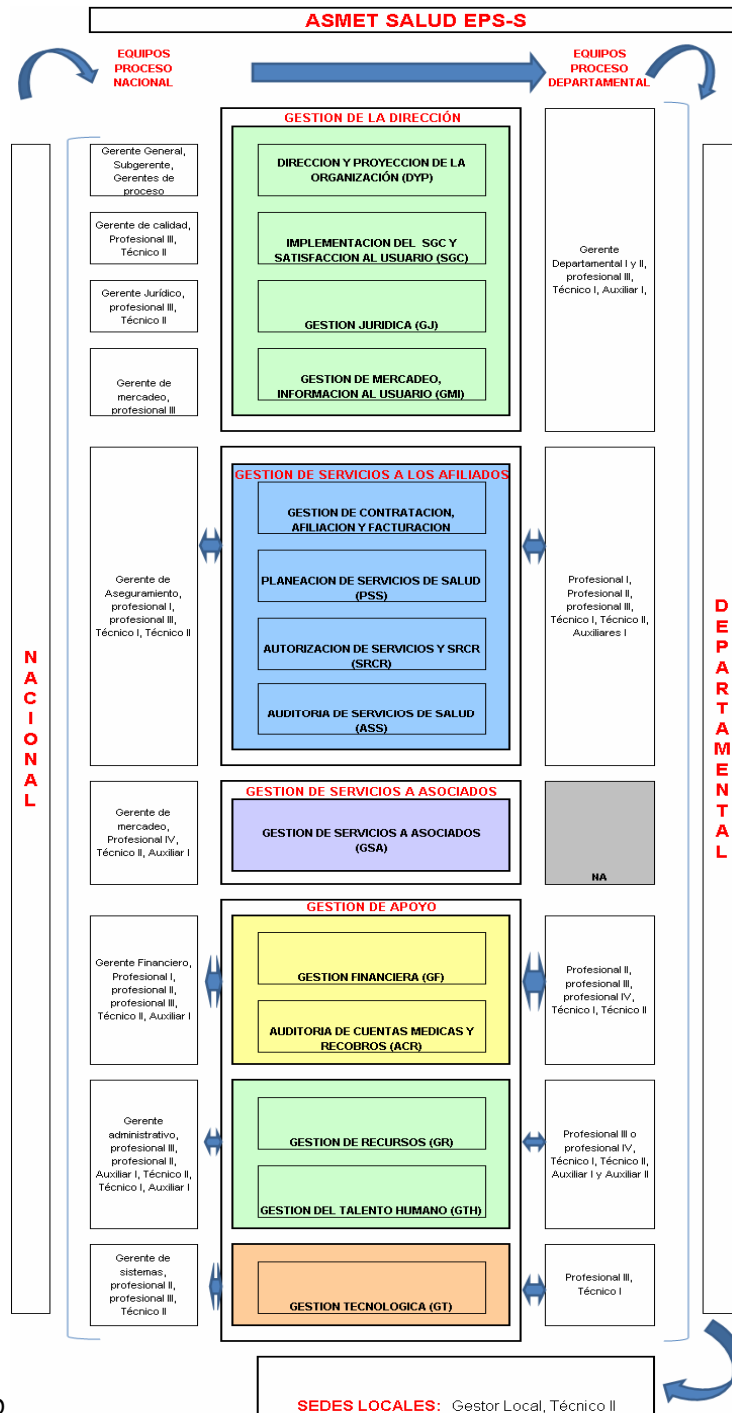 ASMET SALUD EPS-S
EQUIPOS
PROCESO
NACIONAL
EQUIPOS
PROCESO
DEPARTAMENTAL
NACIONAL
GESTION DE LA DIRECCIÓN
Gerente General,
Subgerente,
Gerentes de
proceso
DIRECCION Y PROYECCION DE LA
ORGANIZACIÓN (DYP)
Gerente de calidad,
Profesional III,
Técnico II
IMPLEMENTACION DEL SGC Y
SATISFACCION AL USUARIO (SGC)
Gerente Jurídico,
profesional III,
Técnico II
GESTION JURIDICA (GJ)
Gerente de
mercadeo,
profesional III
GESTION DE MERCADEO,
INFORMACION AL USUARIO (GMI)
Gerente
Departamental I y II,
profesional III,
Técnico I, Auxiliar I,
GESTION DE SERVICIOS A LOS AFILIADOS
Gerente de
Aseguramiento,
profesional I,
profesional III,
Técnico I, Técnico II
GESTION DE CONTRATACION,
AFILIACION Y FACTURACION
PLANEACION DE SERVICIOS DE SALUD
(PSS)
AUTORIZACION DE SERVICIOS Y SRCR
(SRCR)
AUDITORIA DE SERVICIOS DE SALUD
(ASS)
Profesional I,
Profesional II,
profesional III,
Técnico I, Técnico II,
Auxiliares I
GESTION DE SERVICIOS A ASOCIADOS
Gerente de
mercadeo,
Profesional IV,
Técnico II, Auxiliar I
GESTION DE SERVICIOS A ASOCIADOS
(GSA)
NA
GESTION DE APOYO
Gerente Financiero,
Profesional I,
profesional II,
profesional III,
Técnico II, Auxiliar I
GESTION FINANCIERA (GF)
AUDITORIA DE CUENTAS MEDICAS Y
RECOBROS (ACR)
Profesional II,
profesional III,
profesional IV,
Técnico I, Técnico II
Gerente
administrativo,
profesional III,
profesional II,
Auxiliar I, Técnico II,
Técnico I, Auxiliar I
GESTION DE RECURSOS (GR)
GESTION DEL TALENTO HUMANO (GTH)
Profesional III o
profesional IV,
Técnico I, Técnico II,
Auxiliar I y Auxiliar II
Gerente de
sistemas,
profesional II,
profesional III,
Técnico II
GESTION TECNOLOGICA (GT)
Profesional III,
Técnico I
DEPARTAMENTAL
SEDES LOCALES: Gestor Local, Técnico II